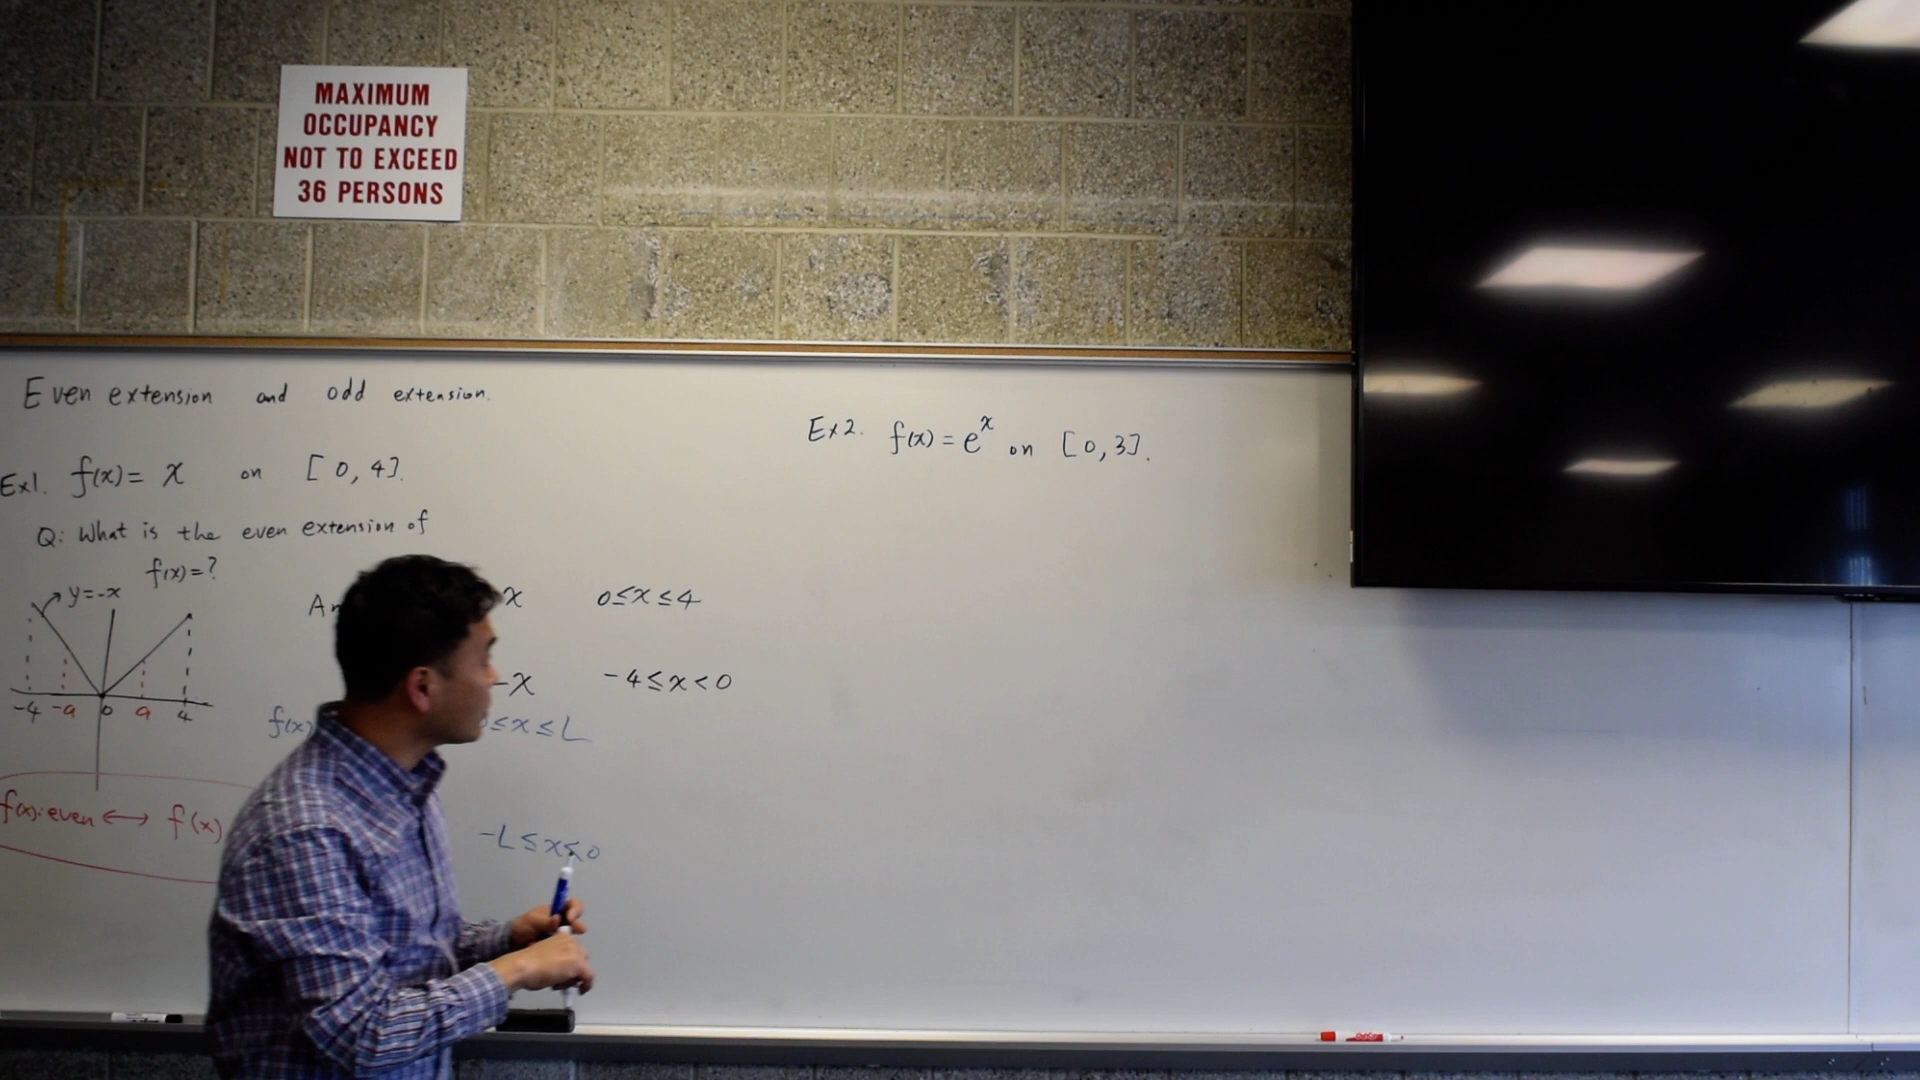 MAXIMUM
OCCUPANCY
NOT TO EXCEED
36 PERSONS
Even extension and odd extension.
Ex1. f(x) = x on [0, 4].
Q: What is the even extension of
f(x) = ?
y=-x
-4 -a 0 a 4
x 0≤x≤4
-x -4≤x<0
f(x) ≤x≤L
-L≤x≤0
f(x): even ↔ f(x)
Ex2. f(x) = e^x on [0, 3].